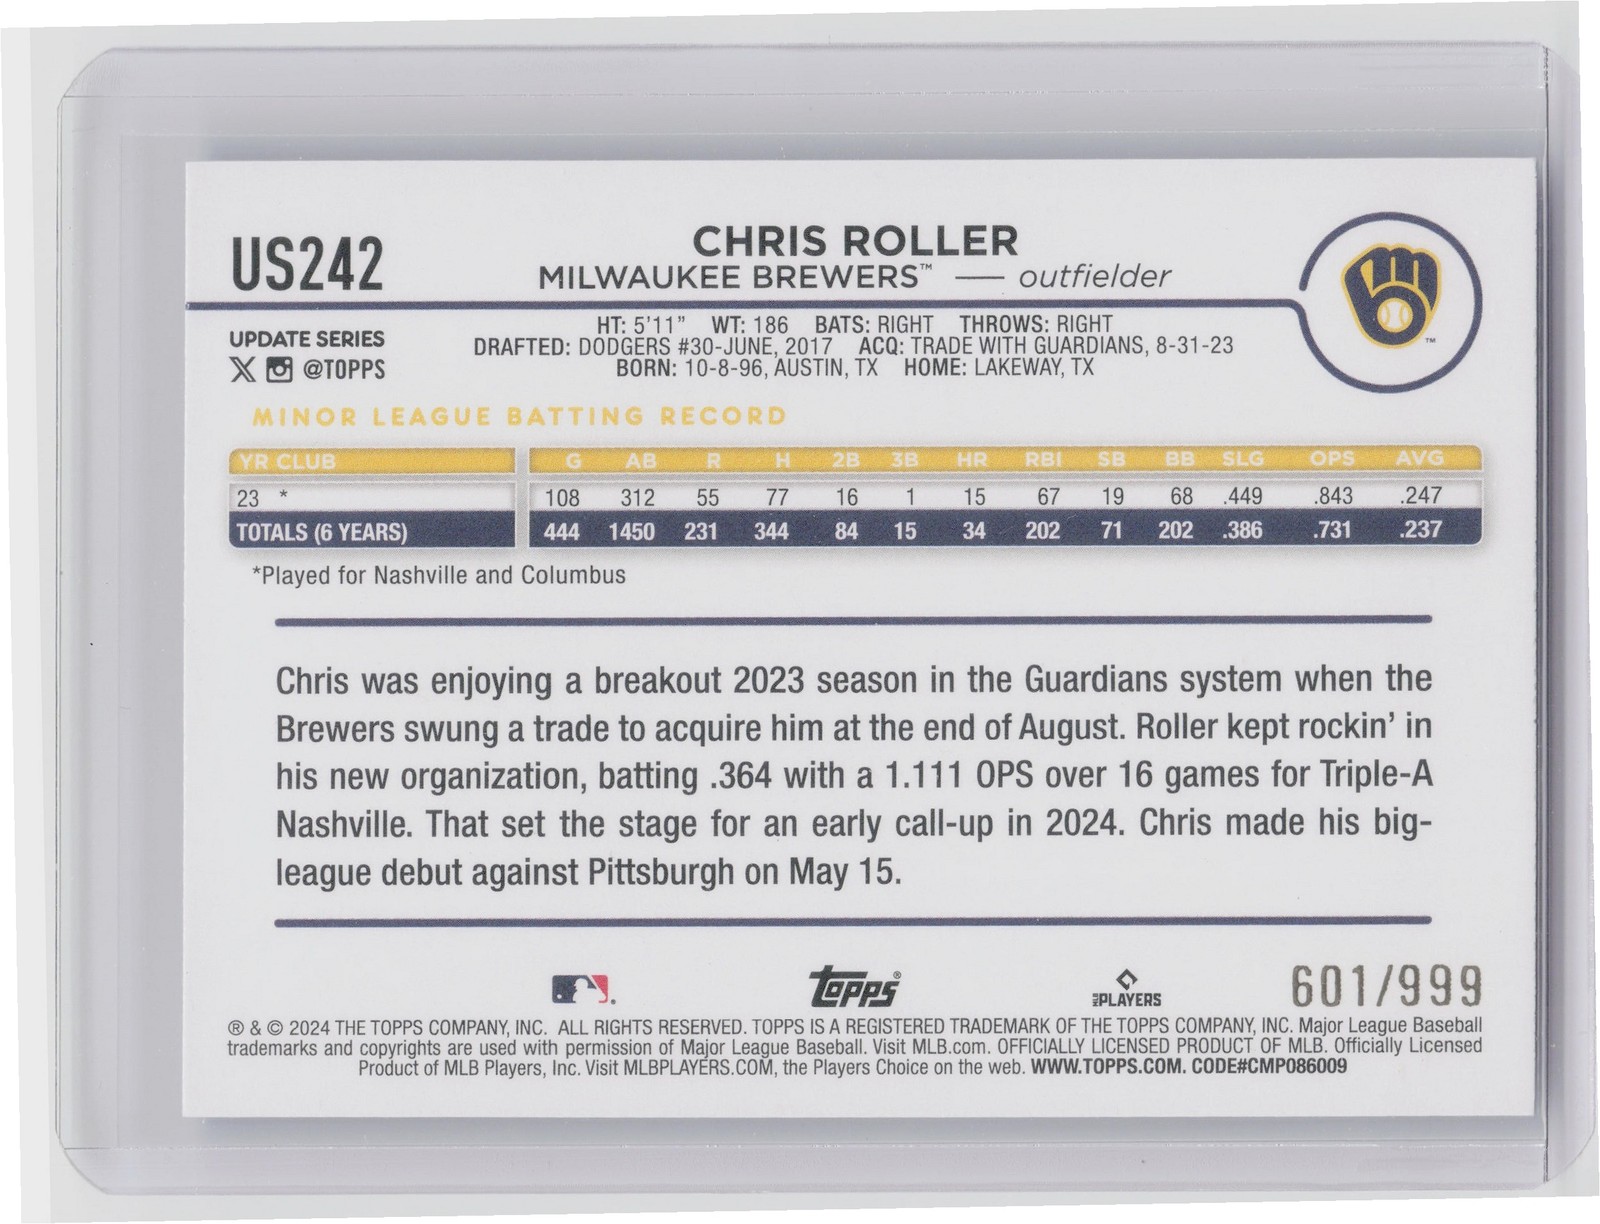 US242
CHRIS ROLLER
MILWAUKEE BREWERS™ — outfielder
UPDATE SERIES
X @TOPPS
HT: 5'11" WT: 186 BATS: RIGHT THROWS: RIGHT
DRAFTED: DODGERS #30-JUNE, 2017 ACQ: TRADE WITH GUARDIANS, 8-31-23
BORN: 10-8-96, AUSTIN, TX HOME: LAKEWAY, TX
™
MINOR LEAGUE BATTING RECORD
YR CLUB G AB R H 2B 3B HR RBI SB BB SLG OPS AVG
23 * 108 312 55 77 16 1 15 67 19 68 .449 .843 .247
TOTALS (6 YEARS) 444 1450 231 344 84 15 34 202 71 202 .386 .731 .237
*Played for Nashville and Columbus
Chris was enjoying a breakout 2023 season in the Guardians system when the
Brewers swung a trade to acquire him at the end of August. Roller kept rockin' in
his new organization, batting .364 with a 1.111 OPS over 16 games for Triple-A
Nashville. That set the stage for an early call-up in 2024. Chris made his big-
league debut against Pittsburgh on May 15.
Topps® MLB PLAYERS 601/999
® & © 2024 THE TOPPS COMPANY, INC. ALL RIGHTS RESERVED. TOPPS IS A REGISTERED TRADEMARK OF THE TOPPS COMPANY, INC. Major League Baseball
trademarks and copyrights are used with permission of Major League Baseball. Visit MLB.com. OFFICIALLY LICENSED PRODUCT OF MLB. Officially Licensed
Product of MLB Players, Inc. Visit MLBPLAYERS.COM, the Players Choice on the web. WWW.TOPPS.COM. CODE#CMP086009